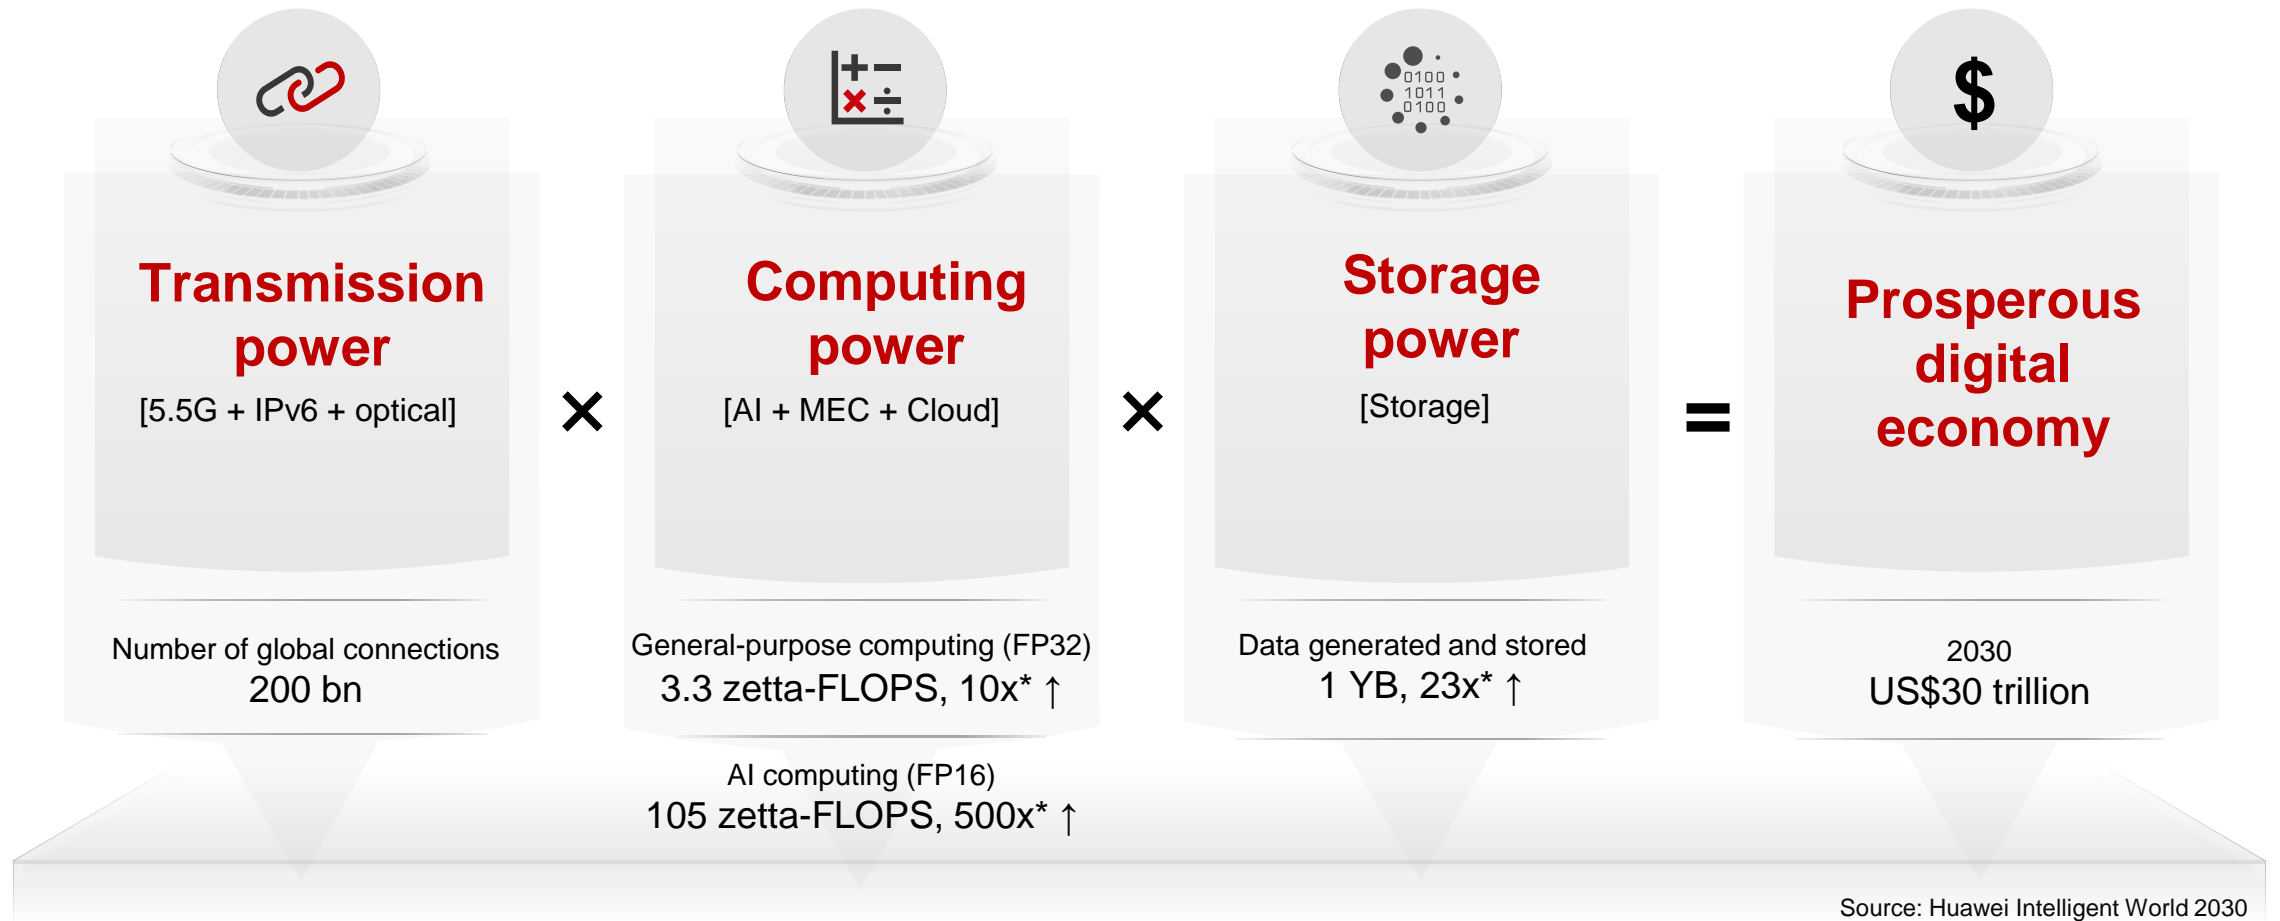 0100
1011
0100
$
Transmission
power
[5.5G + IPv6 + optical]
×
Computing
power
[AI + MEC + Cloud]
×
Storage
power
[Storage]
=
Prosperous
digital
economy
Number of global connections
200 bn
General-purpose computing (FP32)
3.3 zetta-FLOPS, 10x* ↑
AI computing (FP16)
105 zetta-FLOPS, 500x* ↑
Data generated and stored
1 YB, 23x* ↑
2030
US$30 trillion
Source: Huawei Intelligent World 2030